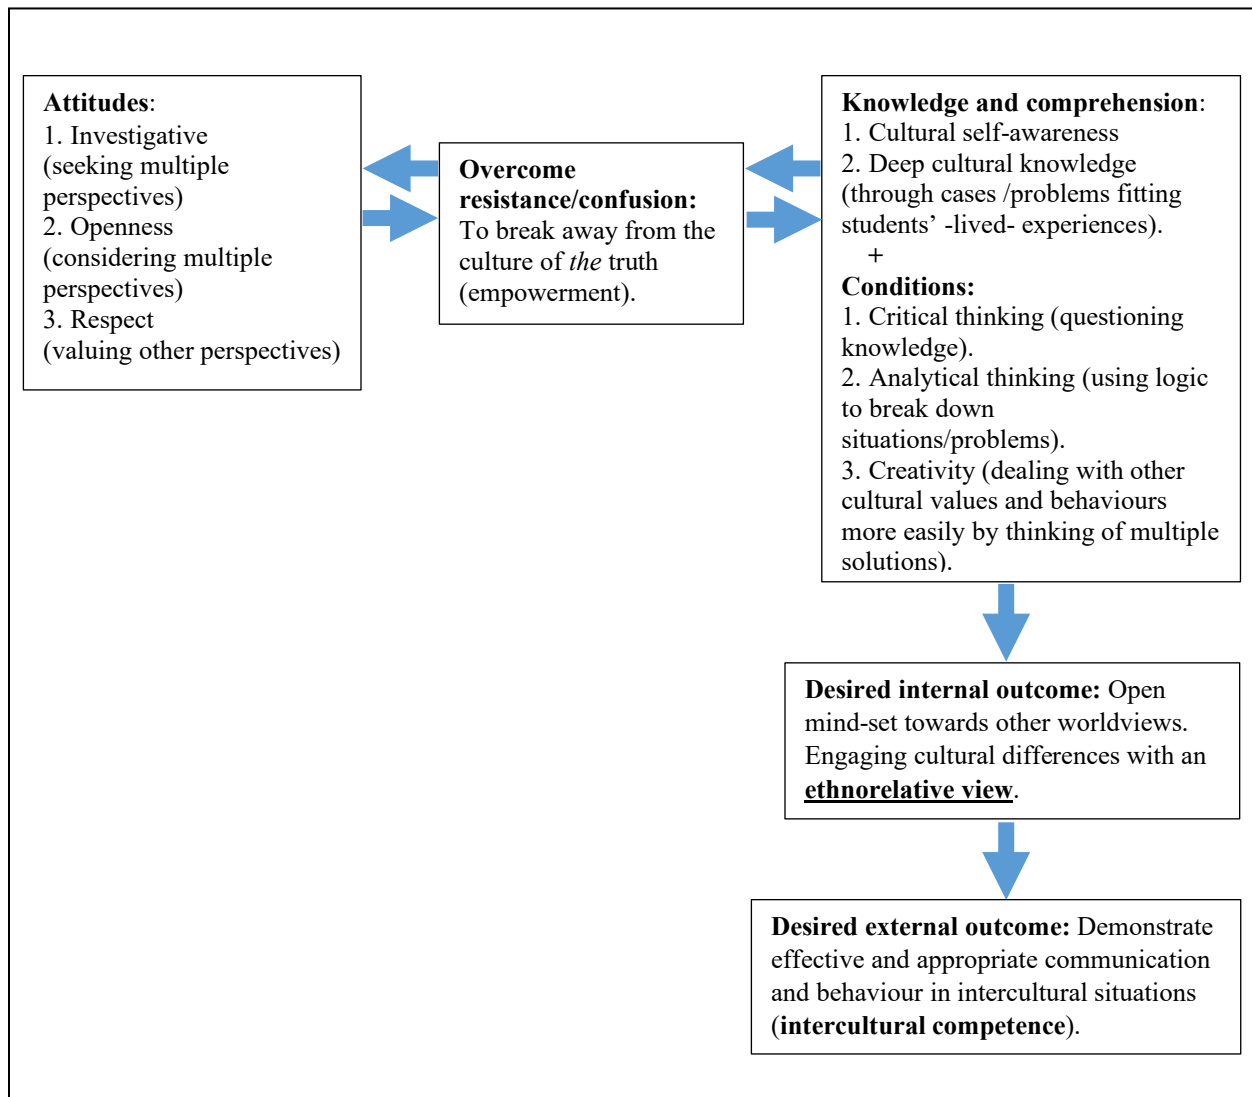 Attitudes:
1. Investigative
(seeking multiple
perspectives)
2. Openness
(considering multiple
perspectives)
3. Respect
(valuing other perspectives)
Overcome
resistance/confusion:
To break away from the
culture of the truth
(empowerment).
Knowledge and comprehension:
1. Cultural self-awareness
2. Deep cultural knowledge
(through cases /problems fitting
students’ -lived- experiences).
+
Conditions:
1. Critical thinking (questioning
knowledge).
2. Analytical thinking (using logic
to break down
situations/problems).
3. Creativity (dealing with other
cultural values and behaviours
more easily by thinking of multiple
solutions).
Desired internal outcome: Open
mind-set towards other worldviews.
Engaging cultural differences with an
ethnorelative view.
Desired external outcome: Demonstrate
effective and appropriate communication
and behaviour in intercultural situations
(intercultural competence).